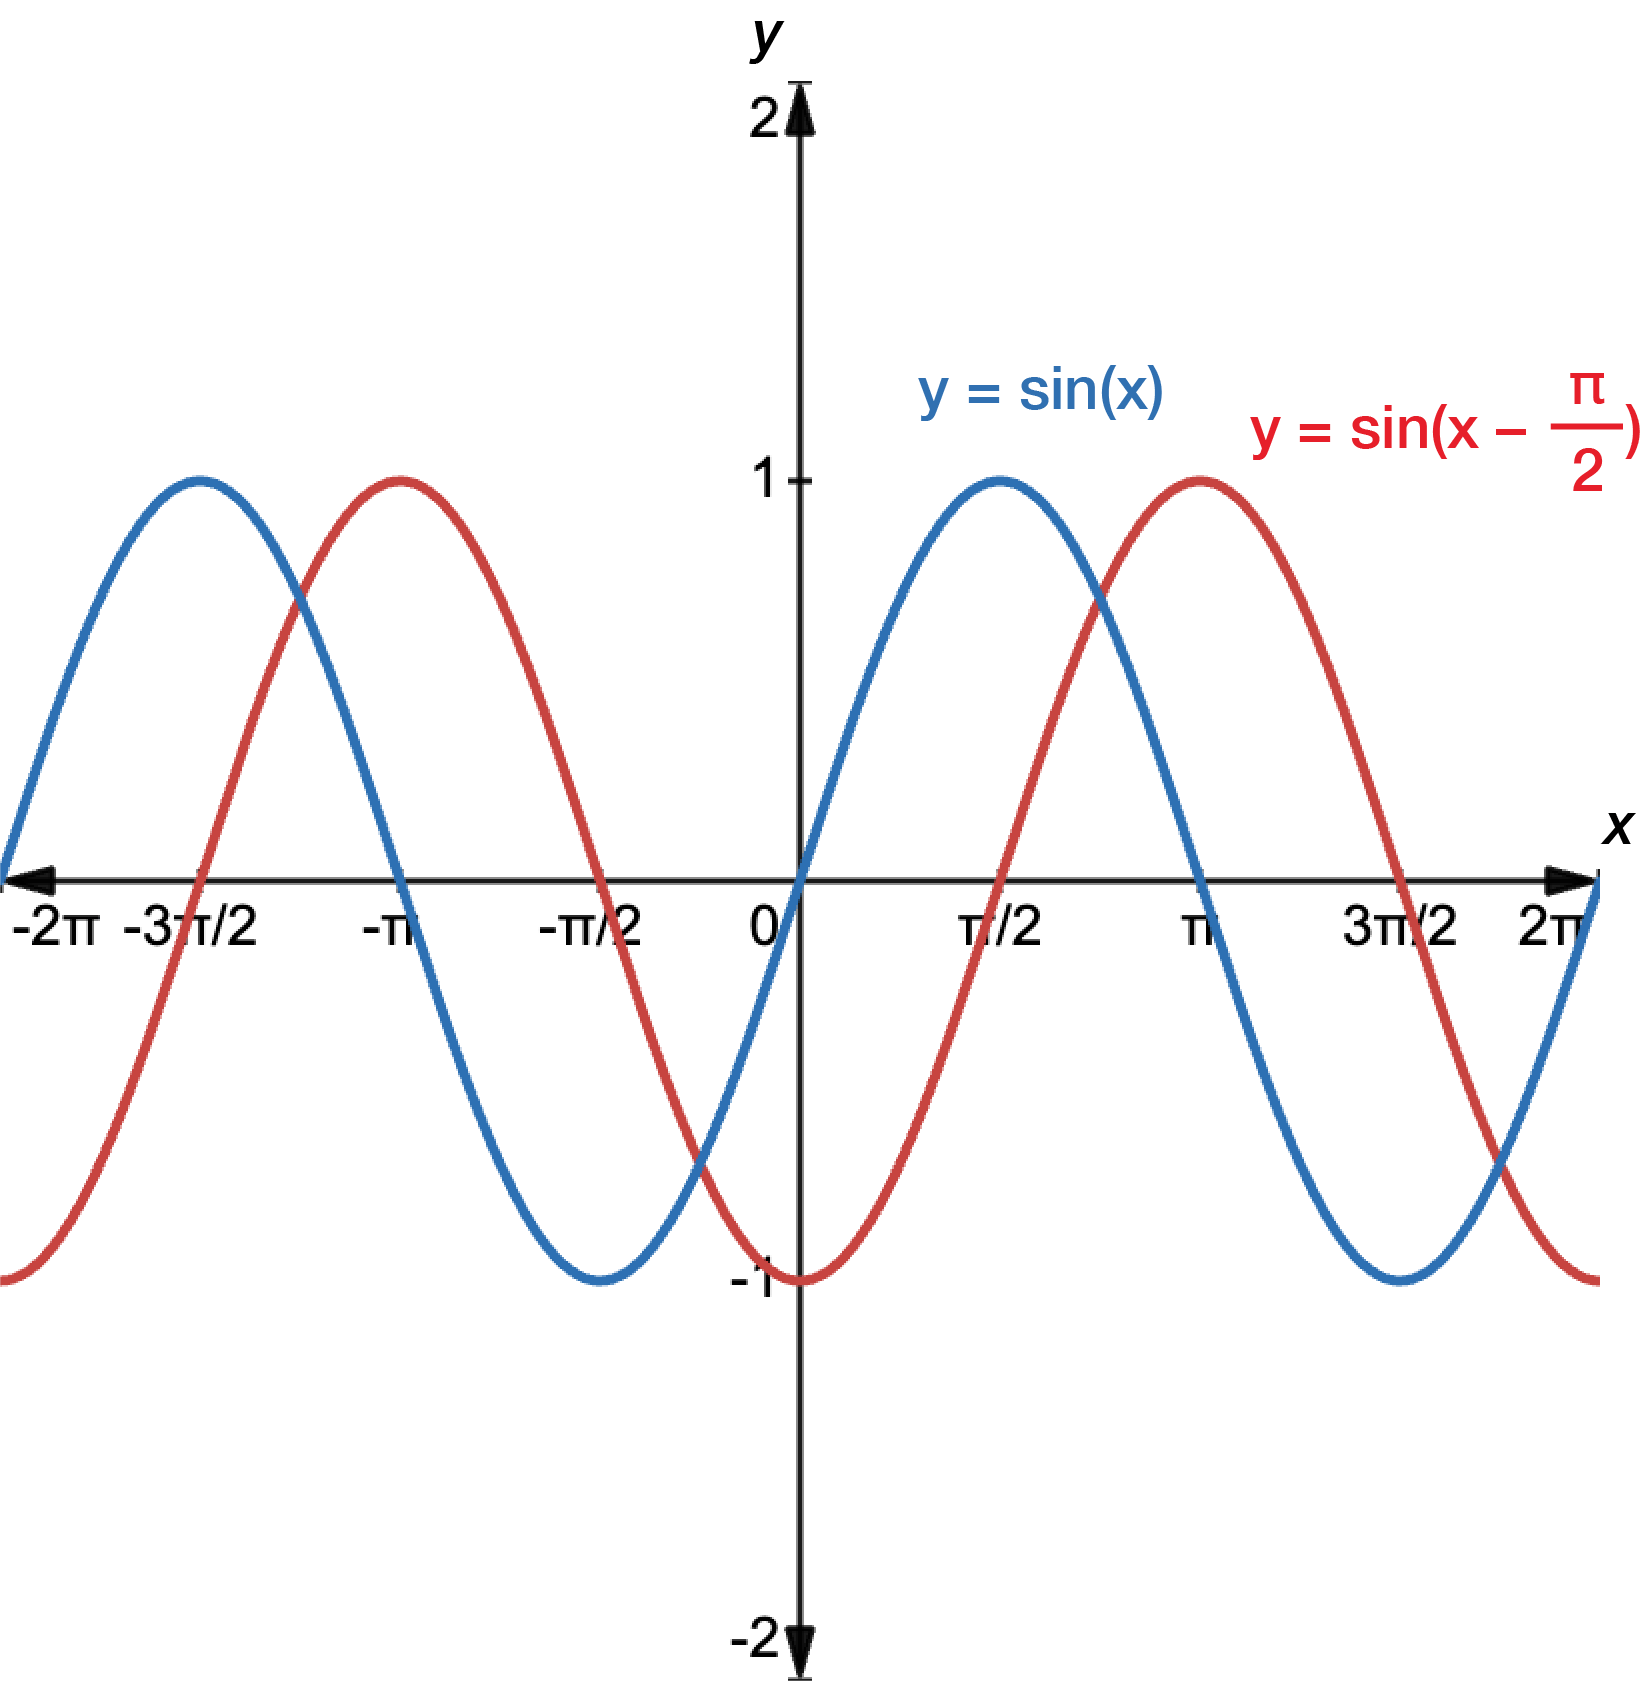 y
2
y = sin(x)
y = sin(x – π/2)
1
x
-2π -3π/2 -π -π/2 0 π/2 π 3π/2 2π
-1
-2